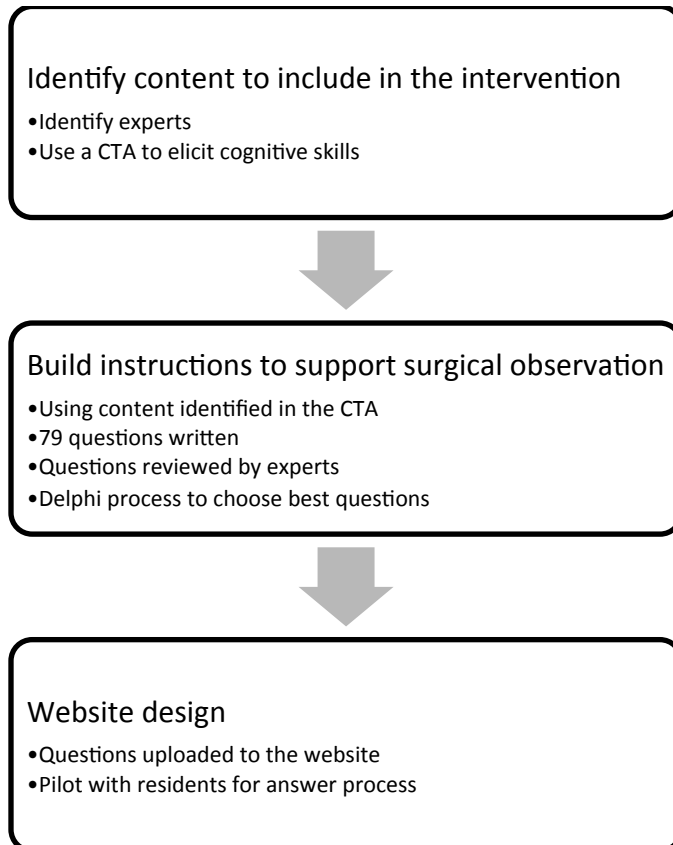 Identify content to include in the intervention
•Identify experts
•Use a CTA to elicit cognitive skills
Build instructions to support surgical observation
•Using content identified in the CTA
•79 questions written
•Questions reviewed by experts
•Delphi process to choose best questions
Website design
•Questions uploaded to the website
•Pilot with residents for answer process